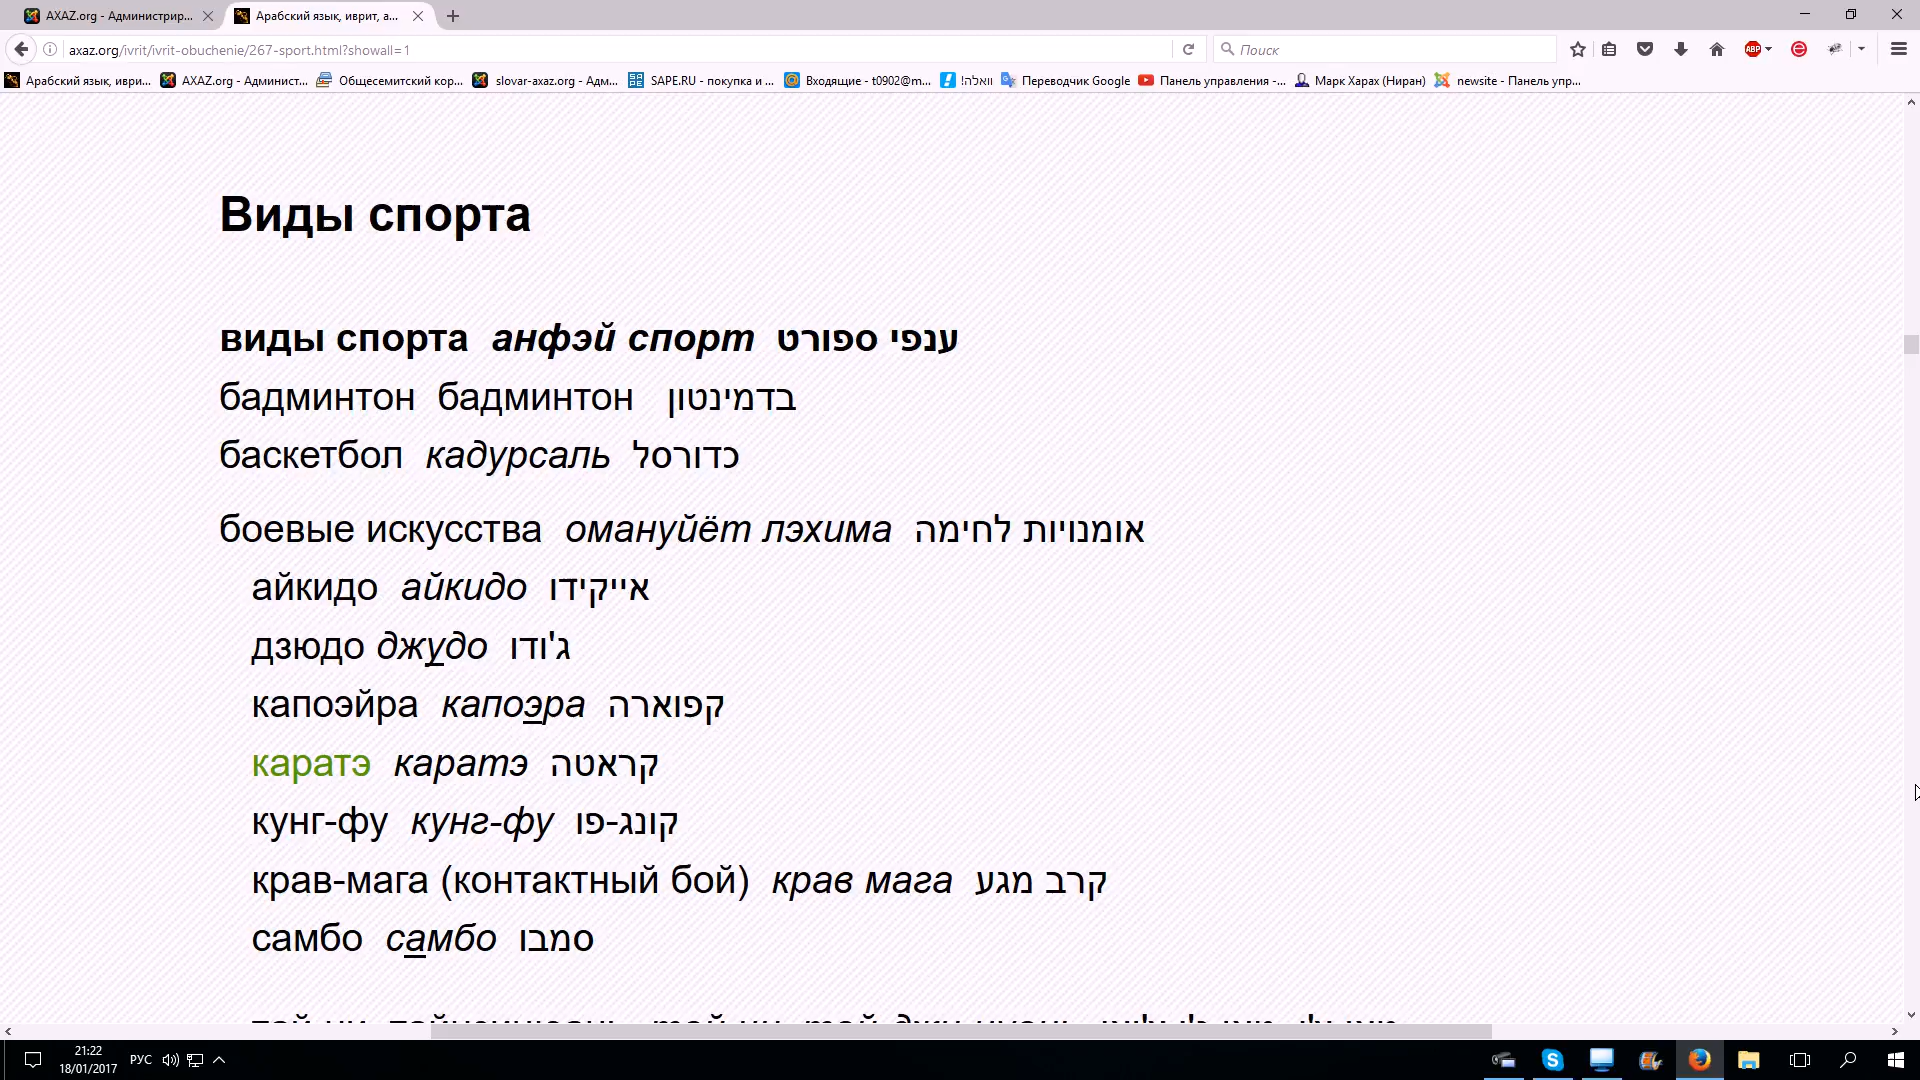 AXAZ.org - Администрир...
Арабский язык, иврит, а...
axaz.org/ivrit/ivrit-obuchenie/267-sport.html?showall=1
Поиск
ABP
Арабский язык, иври...
AXAZ.org - Админист...
Общесемитский кор...
slovar-axaz.org - Адм...
SAPE.RU - покупка и ...
Входящие - t0902@m...
וואלה!
Переводчик Google
Панель управления -...
Марк Харах (Ниран)
newsite - Панель упр...
Виды спорта
виды спорта анфэй спорт ענפי ספורט
бадминтон бадминтон בדמינטון
баскетбол кадурсаль כדורסל
боевые искусства омануйёт лэхима אומנויות לחימה
айкидо айкидо אייקידו
дзюдо джудо ג'ודו
капоэйра капоэра קפוארה
каратэ каратэ קראטה
кунг-фу кунг-фу קונג-פו
крав-мага (контактный бой) крав мага קרב מגע
самбо самбо סמבו
21:22
18/01/2017
РУС